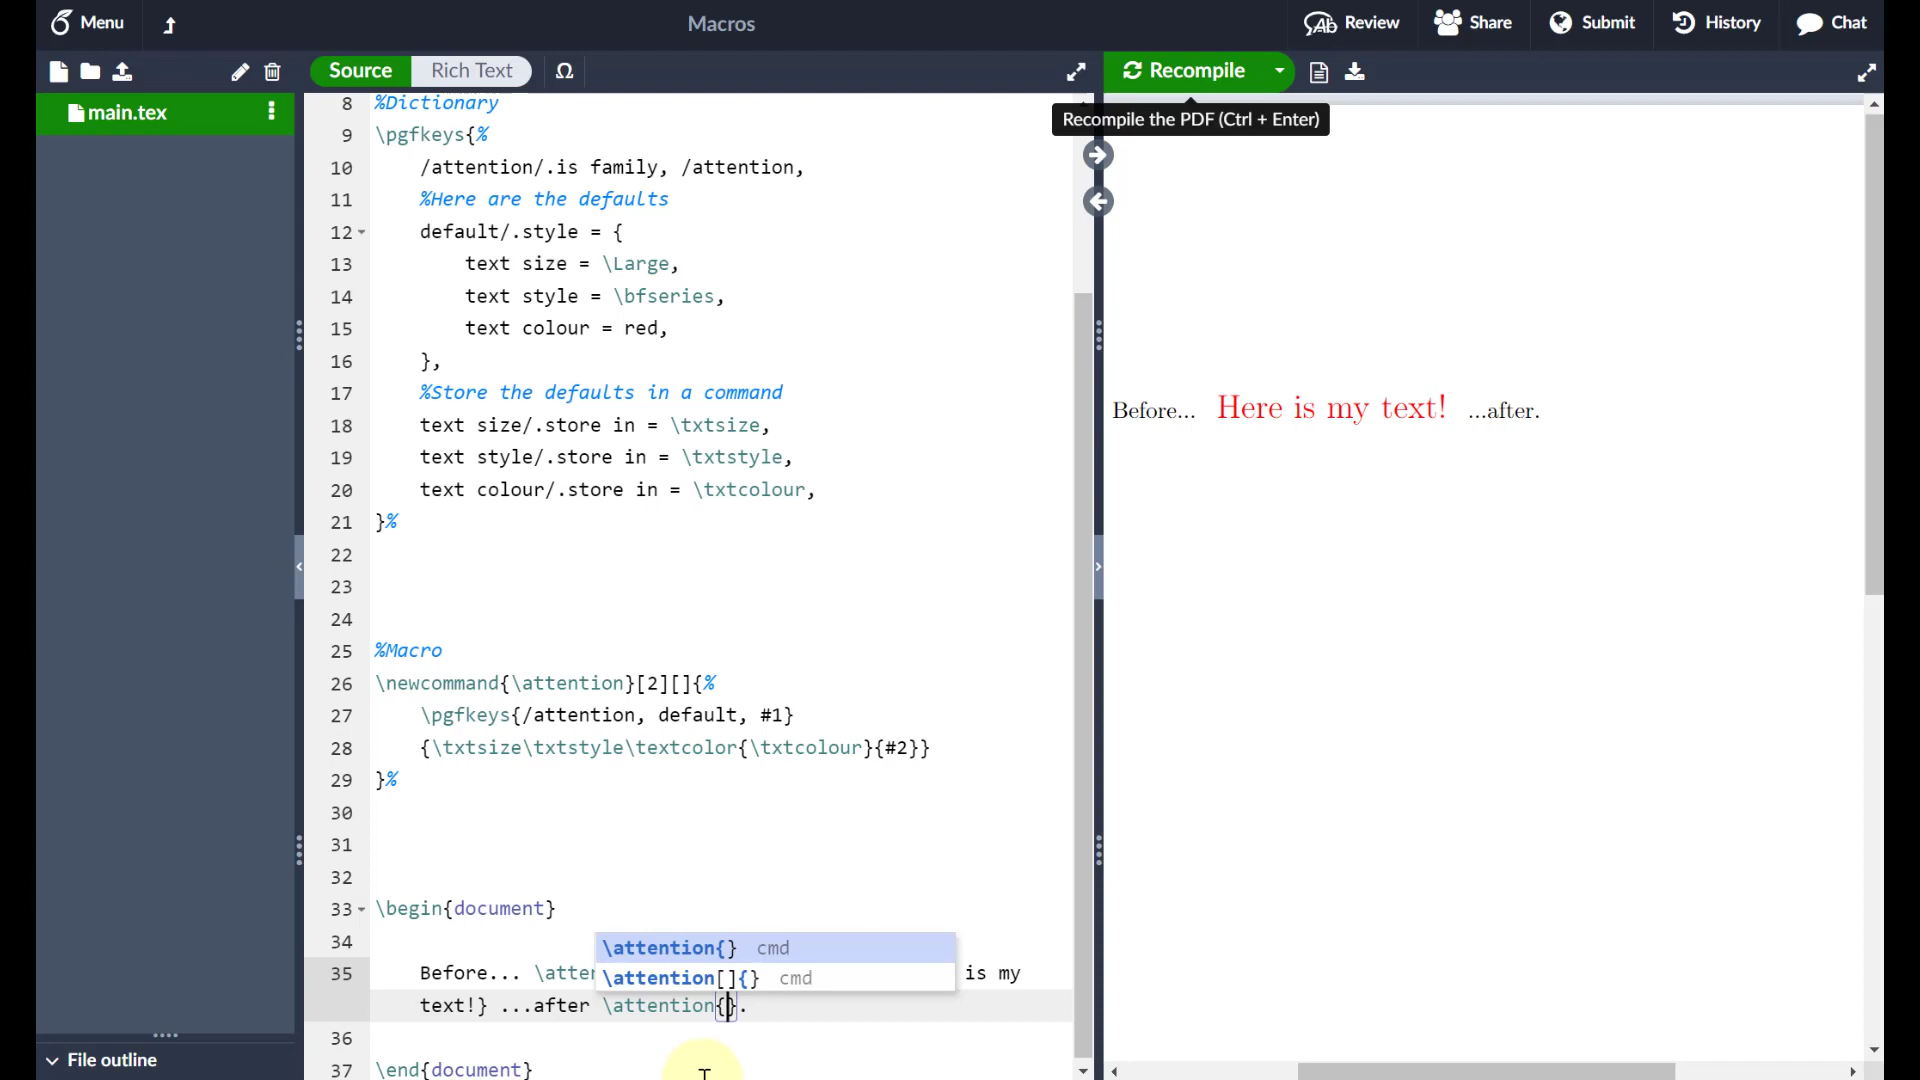 Menu
Macros
Review
Share
Submit
History
Chat
Source
Rich Text
Ω
Recompile
Recompile the PDF (Ctrl + Enter)
main.tex
8 %Dictionary
9 \pgfkeys{%
10 /attention/.is family, /attention,
11 %Here are the defaults
12 default/.style = {
13 text size = \Large,
14 text style = \bfseries,
15 text colour = red,
16 },
17 %Store the defaults in a command
18 text size/.store in = \txtsize,
19 text style/.store in = \txtstyle,
20 text colour/.store in = \txtcolour,
21 }%
22
23
24
25 %Macro
26 \newcommand{\attention}[2][]{%
27 \pgfkeys{/attention, default, #1}
28 {\txtsize\txtstyle\textcolor{\txtcolour}{#2}}
29 }%
30
31
32
33 \begin{document}
34
\attention{} cmd
\attention[]{} cmd
35 Before... \atten is my
text!} ...after \attention{}.
36
37 \end{document}
File outline
Before... Here is my text! ...after.